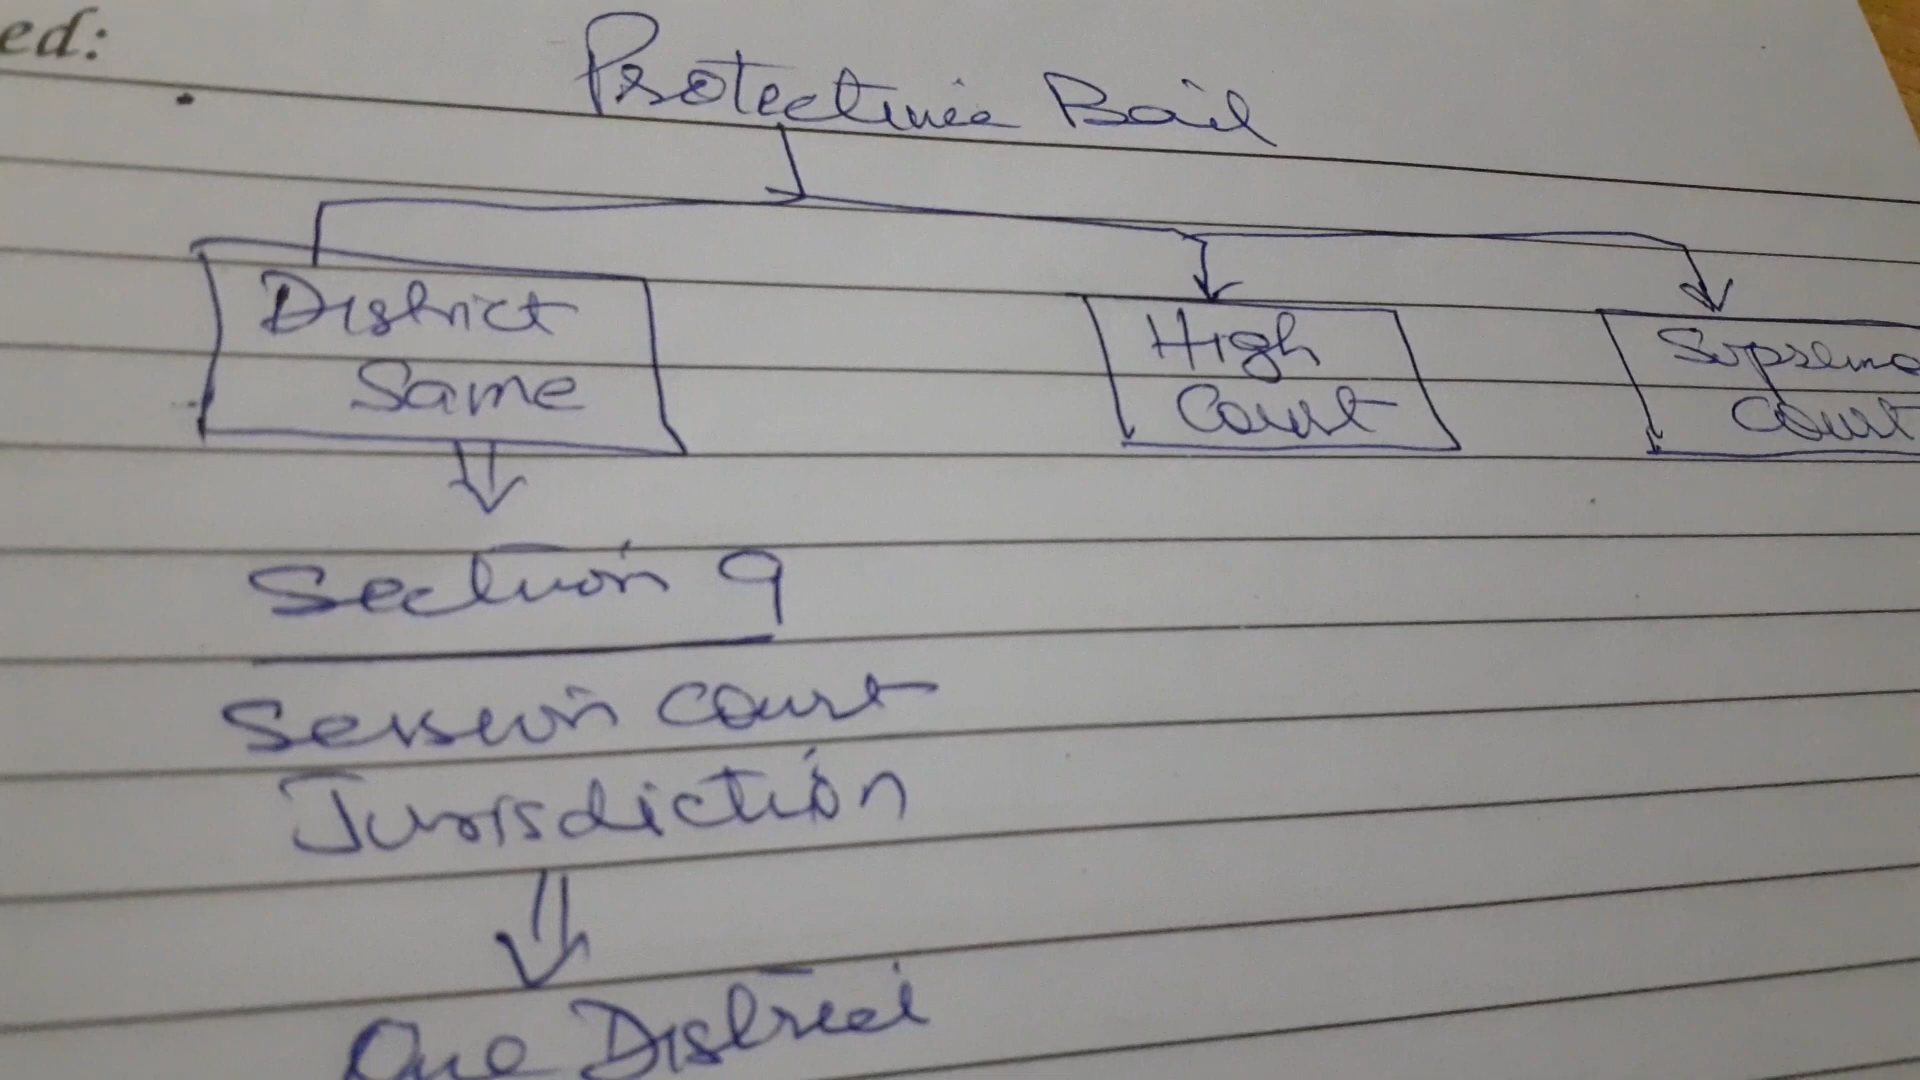 ed:
Protective Bail
District
Same
High
Court
Supreme
Court
Section 9
Session court
Jurisdiction
One District